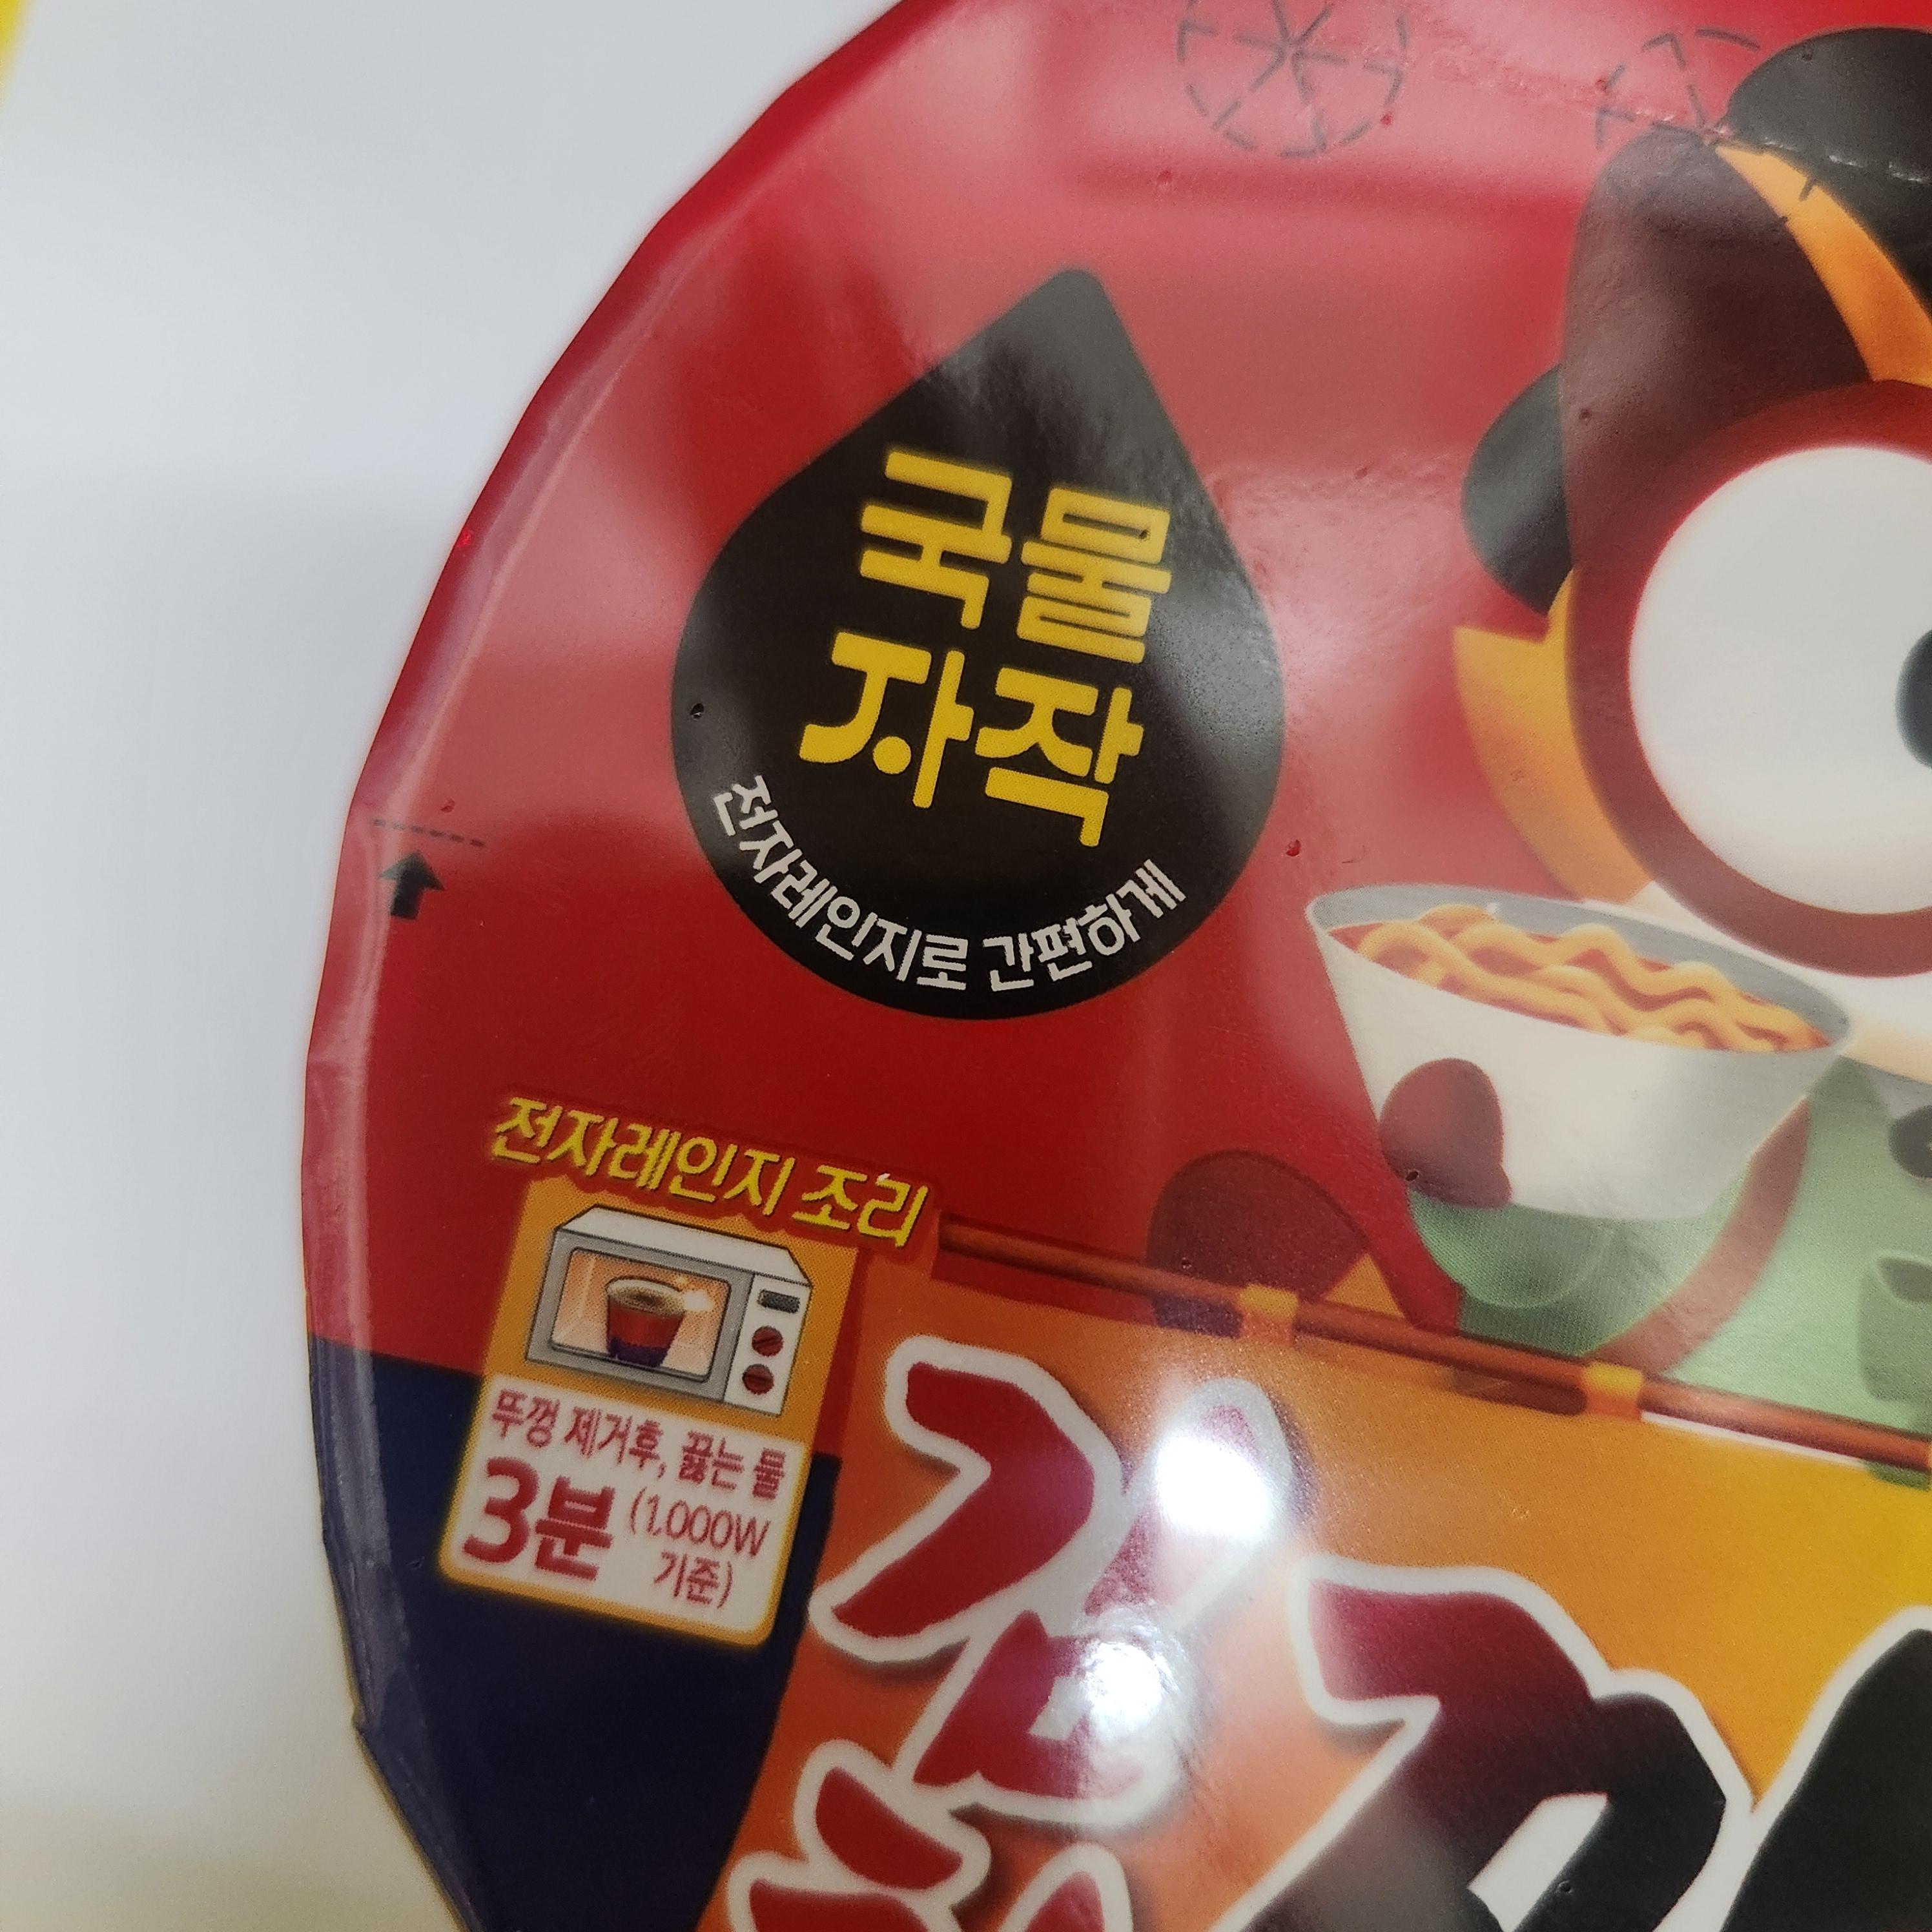 국물
자작
전자레인지로 간편하게
전자레인지 조리
뚜껑 제거후, 끓는 물
3분 (1,000W
기준)